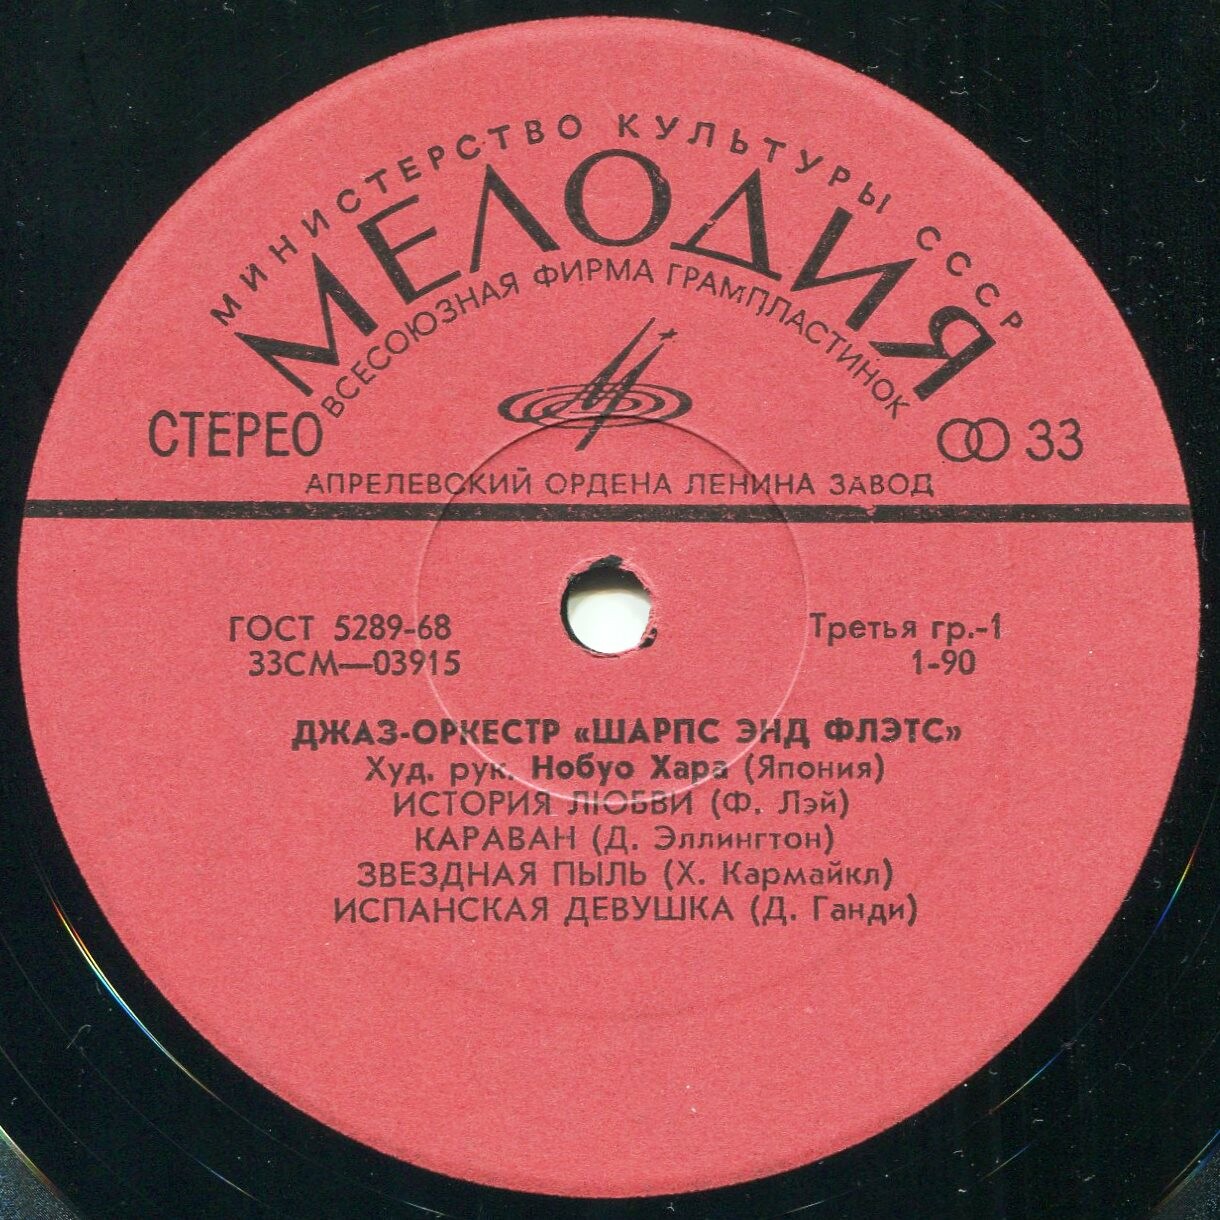 МИНИСТЕРСТВО КУЛЬТУРЫ СССР
МЕЛОДИЯ
ВСЕСОЮЗНАЯ ФИРМА ГРАМПЛАСТИНОК
СТЕРЕО 33
АПРЕЛЕВСКИЙ ОРДЕНА ЛЕНИНА ЗАВОД
ГОСТ 5289-68 Третья гр.-1
33СМ—03915 1-90
ДЖАЗ-ОРКЕСТР «ШАРПС ЭНД ФЛЭТС»
Худ. рук. Нобуо Хара (Япония)
ИСТОРИЯ ЛЮБВИ (Ф. Лэй)
КАРАВАН (Д. Эллингтон)
ЗВЕЗДНАЯ ПЫЛЬ (Х. Кармайкл)
ИСПАНСКАЯ ДЕВУШКА (Д. Ганди)